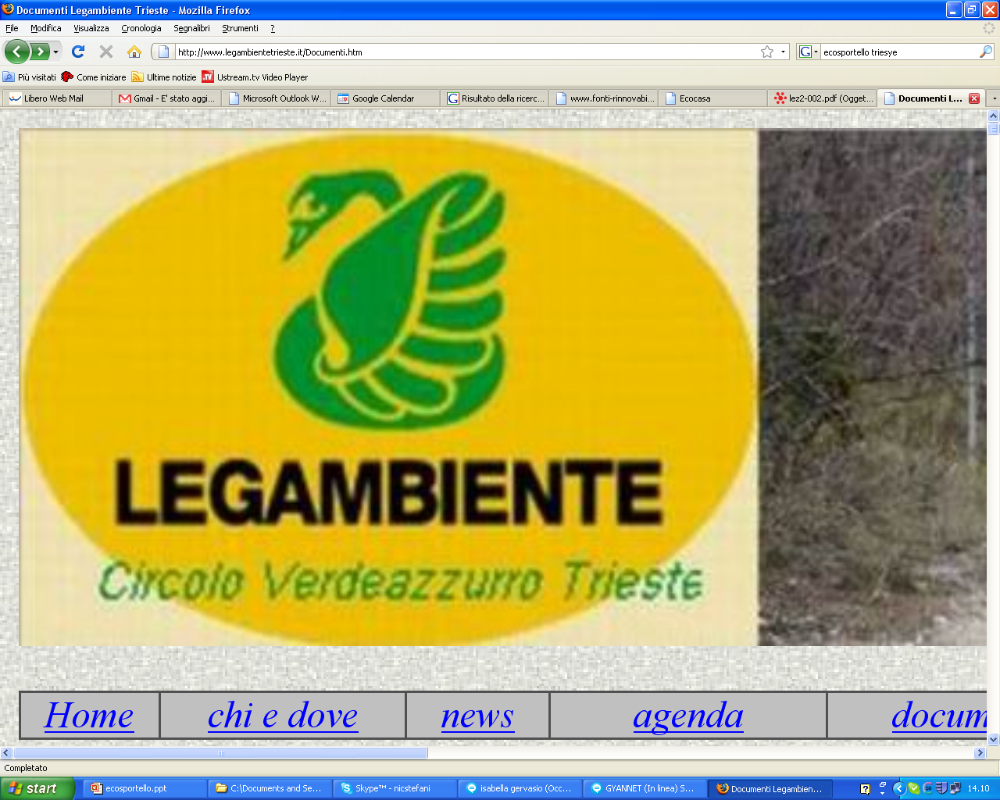 Documenti Legambiente Trieste - Mozilla Firefox
File Modifica Visualizza Cronologia Segnalibri Strumenti ?
http://www.legambientetrieste.it/Documenti.htm
ecosportello triesye
Più visitati Come iniziare Ultime notizie Ustream.tv Video Player
Libero Web Mail Gmail - E' stato aggi... Microsoft Outlook W... Google Calendar Risultato della ricerc... www.fonti-rinnovabi... Ecocasa lez2-002.pdf (Ogget... Documenti L...
LEGAMBIENTE
Circolo Verdeazzurro Trieste
Home chi e dove news agenda docum
Completato
start ecosportello.ppt C:\Documents and Se... Skype™ - nicstefani isabella gervasio (Occ... GYANNET (In linea) S... Documenti Legambien... 14.10